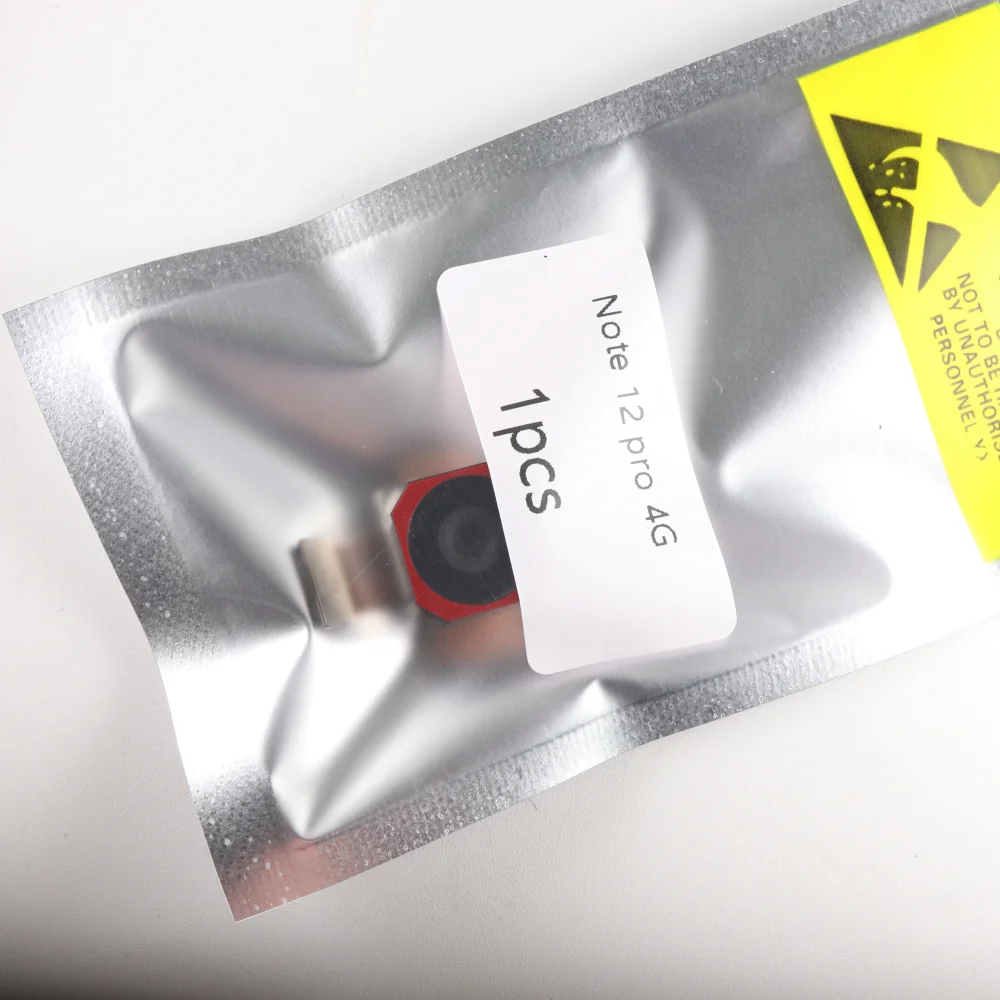 Note 12 pro 4G
1pcs
NOT TO BE
BY UNAUTHORIS
PERSONNEL